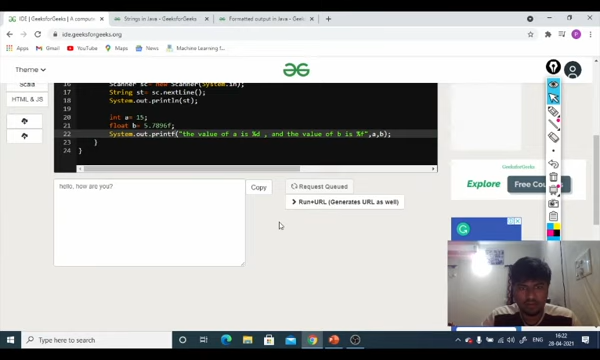 IDE | GeeksforGeeks | A comput
Strings in Java - GeeksforGeeks
Formatted output in Java - Geek
ide.geeksforgeeks.org
Apps
Gmail
YouTube
Maps
News
Machine Learning f...
Theme
Scala
HTML & JS
16 Scanner sc= new Scanner(System.in);
17 String st= sc.nextLine();
18 System.out.println(st);
19
20 int a= 15;
21 float b= 5.7896f;
22 System.out.printf("the value of a is %d , and the value of b is %f",a,b);
23 }
24 }
hello, how are you?
Copy
Request Queued
Run+URL (Generates URL as well)
GeeksforGeeks
Explore
Free Courses
Type here to search
ENG
16:22
28-04-2021